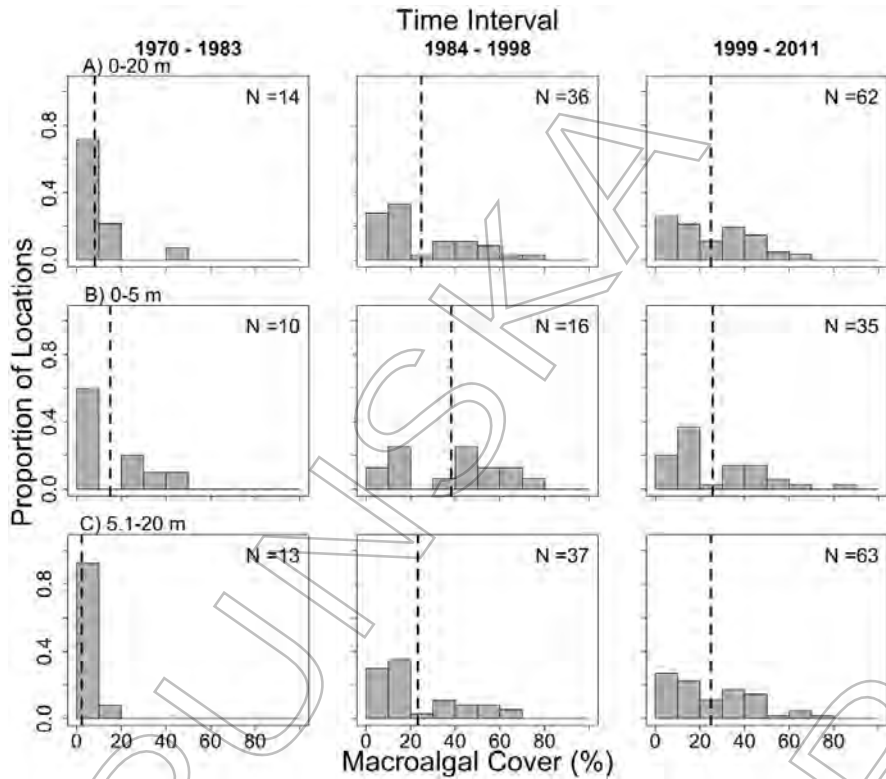 Time Interval
1970 - 1983 1984 - 1998 1999 - 2011
A) 0-20 m
N =14 N =36 N =62
0.0 0.4 0.8
B) 0-5 m
N =10 N =16 N =35
0.0 0.4 0.8
Proportion of Locations
C) 5.1-20 m
N =13 N =37 N =63
0.0 0.4 0.8
0 20 40 60 80 0 20 40 60 80 0 20 40 60 80
Macroalgal Cover (%)
PUNSKA